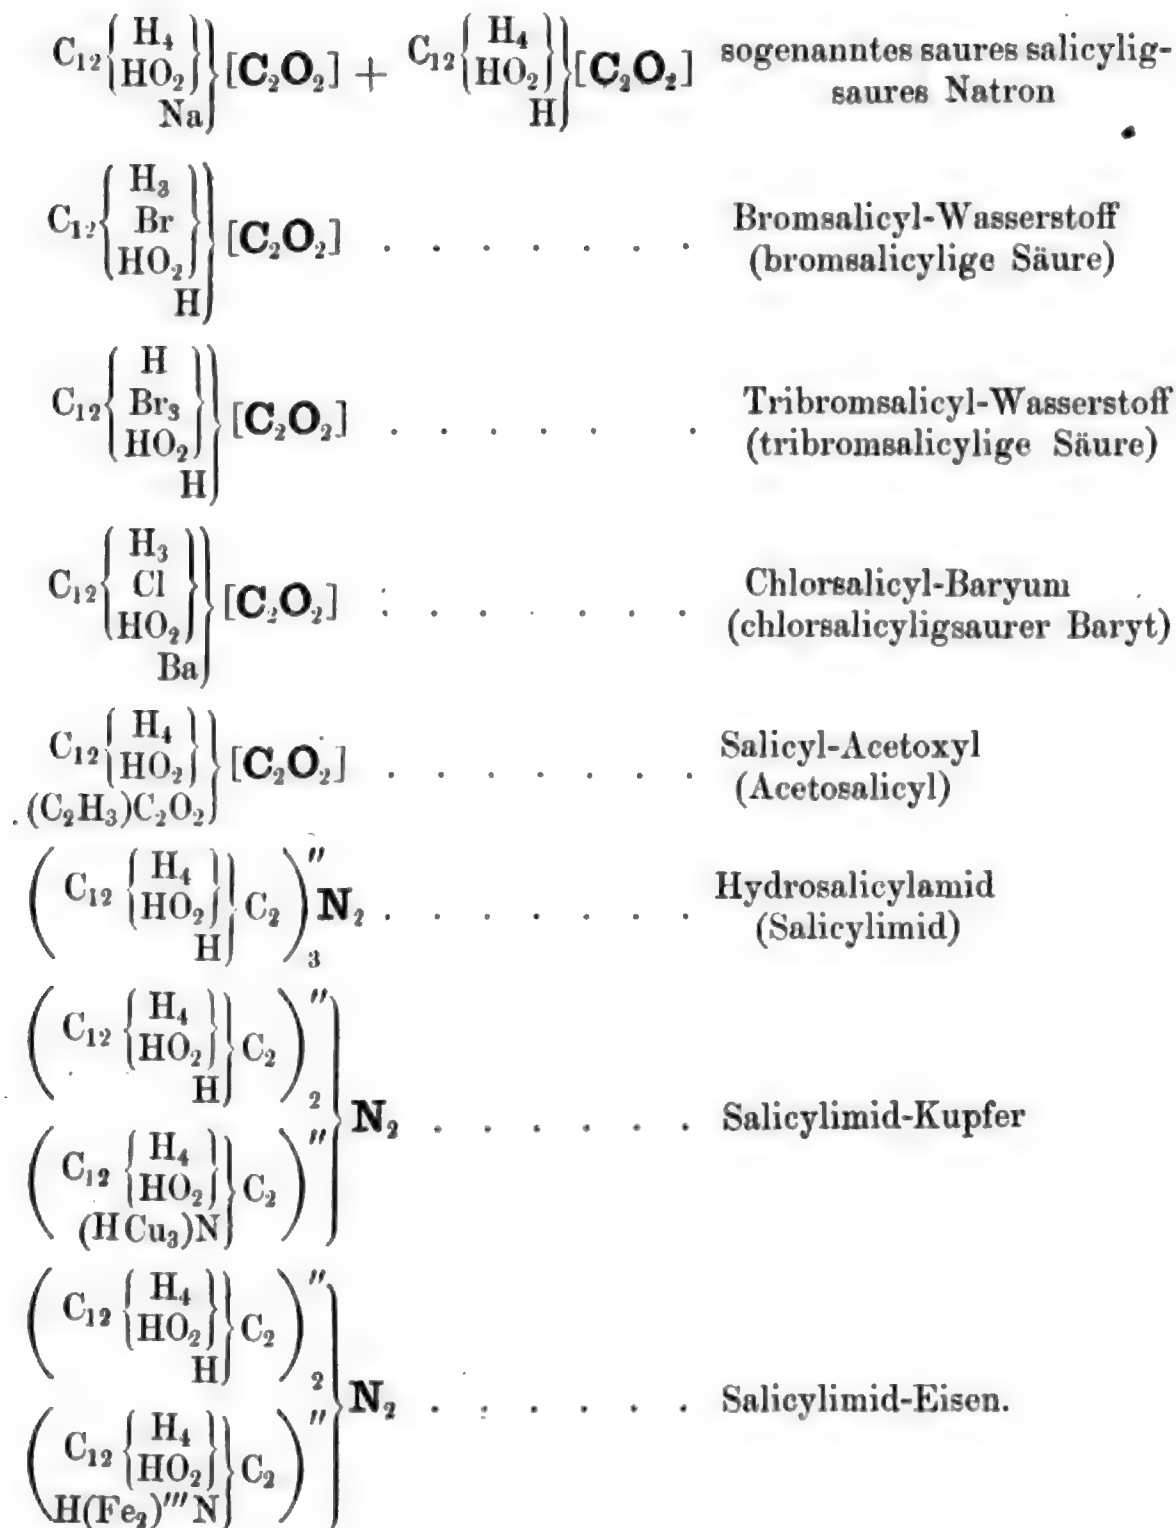 C₁₂{H₄ HO₂} Na}[C₂O₂] + C₁₂{H₄ HO₂} H}[C₂O₂] sogenanntes saures salicylig-
saures Natron
C₁₂{H₃ Br HO₂} H}[C₂O₂] . . . . . . . Bromsalicyl-Wasserstoff
(bromsalicylige Säure)
C₁₂{H Br₃ HO₂} H}[C₂O₂] . . . . . . Tribromsalicyl-Wasserstoff
(tribromsalicylige Säure)
C₁₂{H₃ Cl HO₂} Ba}[C₂O₂] . . . . . . . Chlorsalicyl-Baryum
(chlorsalicyligsaurer Baryt)
C₁₂{H₄ HO₂} (C₂H₃)C₂O₂}[C₂O₂] . . . . . . . Salicyl-Acetoxyl
(Acetosalicyl)
(C₁₂{H₄ HO₂} H}C₂)″₃ N₂ . . . . . . . Hydrosalicylamid
(Salicylimid)
(C₁₂{H₄ HO₂} H}C₂)″₂
(C₁₂{H₄ HO₂} (HCu₃)N}C₂)″} N₂ . . . . . . Salicylimid-Kupfer
(C₁₂{H₄ HO₂} H}C₂)″₂
(C₁₂{H₄ HO₂} H(Fe₂)‴N}C₂)″} N₂ . . . . . . Salicylimid-Eisen.